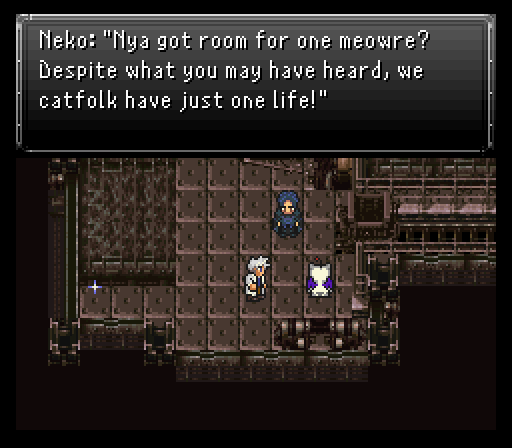 Neko: "Nya got room for one meowre?
Despite what you may have heard, we
catfolk have just one life!"